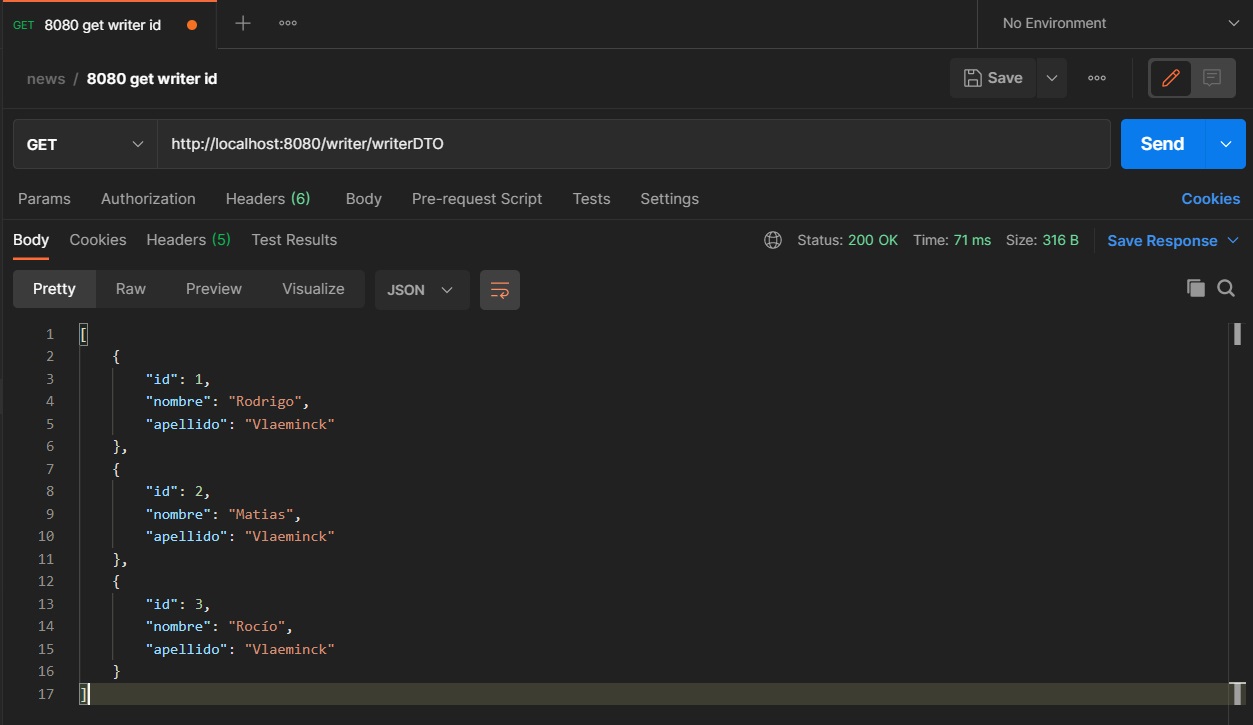 GET 8080 get writer id No Environment
news / 8080 get writer id Save
GET http://localhost:8080/writer/writerDTO Send
Params Authorization Headers (6) Body Pre-request Script Tests Settings Cookies
Body Cookies Headers (5) Test Results Status: 200 OK Time: 71 ms Size: 316 B Save Response
Pretty Raw Preview Visualize JSON
1 [
2 {
3 "id": 1,
4 "nombre": "Rodrigo",
5 "apellido": "Vlaeminck"
6 },
7 {
8 "id": 2,
9 "nombre": "Matias",
10 "apellido": "Vlaeminck"
11 },
12 {
13 "id": 3,
14 "nombre": "Rocío",
15 "apellido": "Vlaeminck"
16 }
17 ]